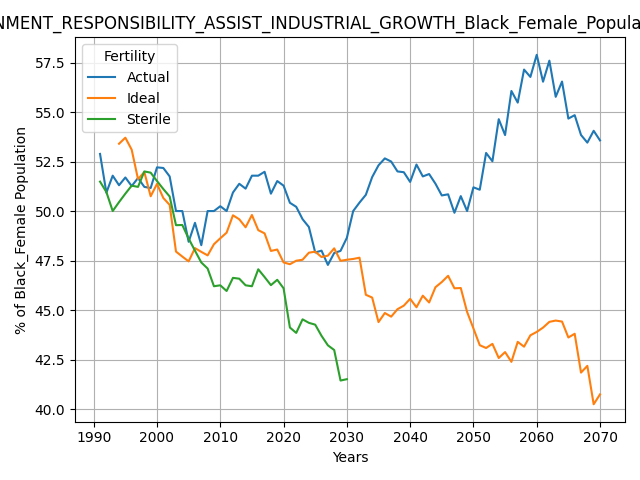 NMENT_RESPONSIBILITY_ASSIST_INDUSTRIAL_GROWTH_Black_Female_Popula
Fertility
Actual
Ideal
Sterile
% of Black_Female Population
57.5
55.0
52.5
50.0
47.5
45.0
42.5
40.0
1990 2000 2010 2020 2030 2040 2050 2060 2070
Years